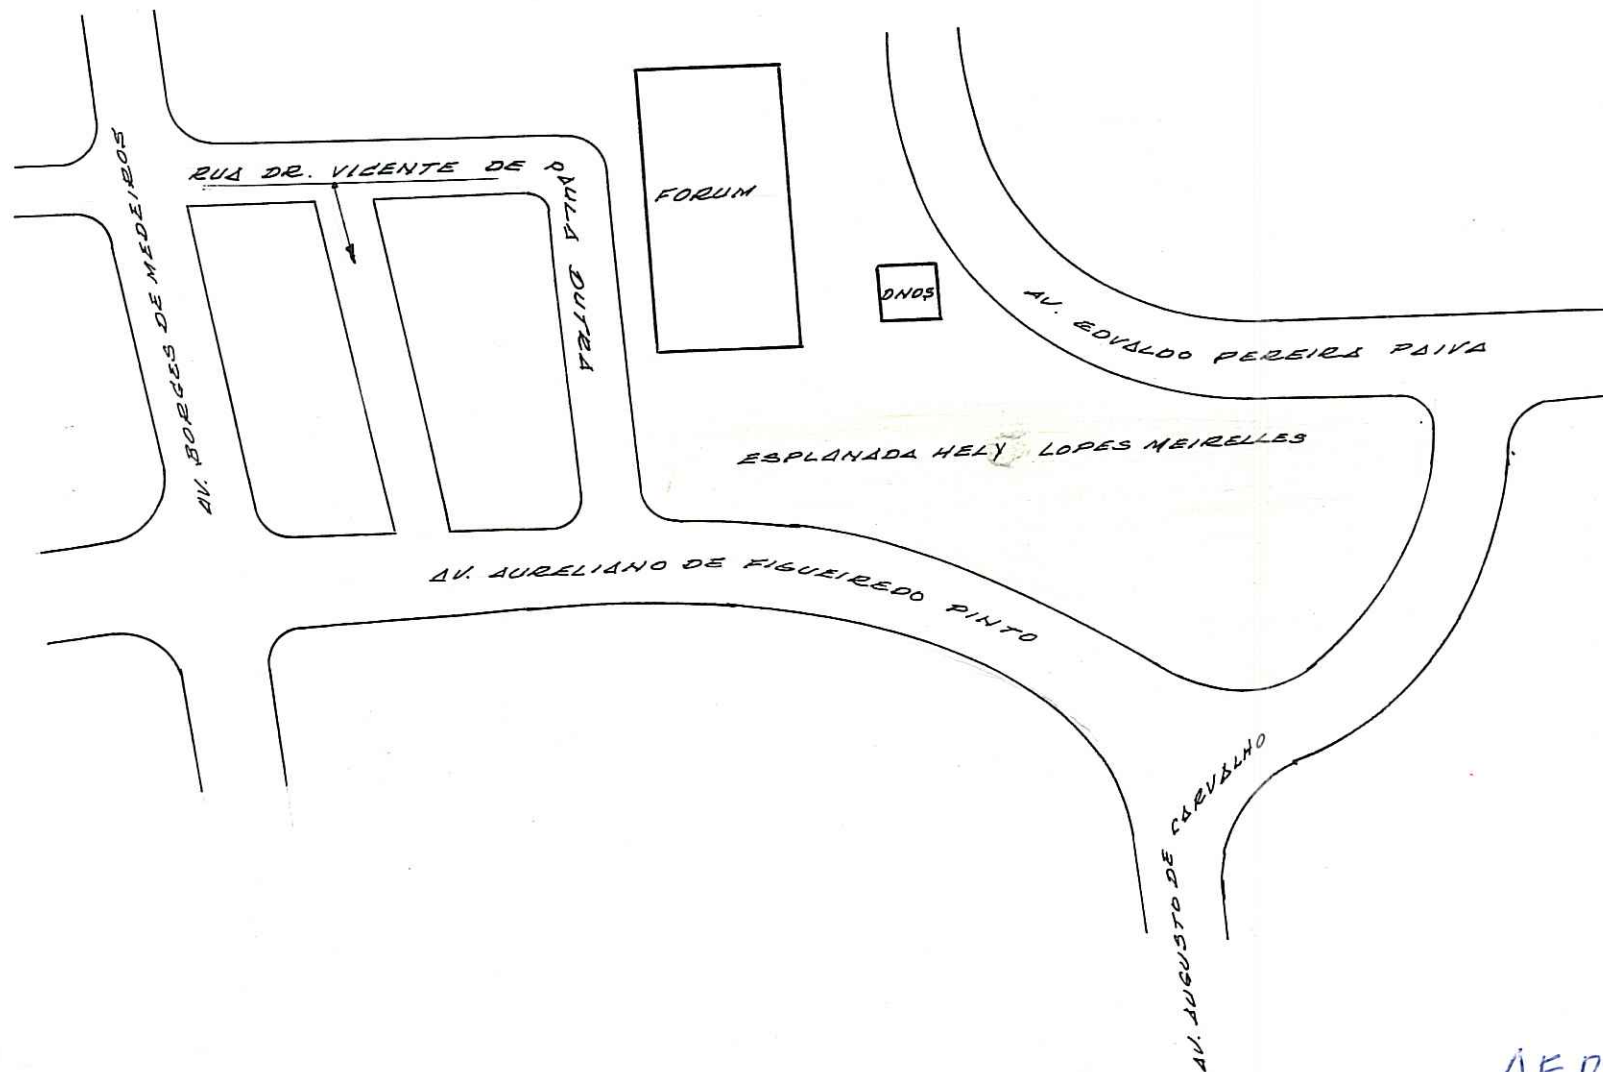 RUA DR. VICENTE DE PAULA DUTRA
FORUM
AV. BORGES DE MEDEIROS
DNOS
AV. EDVALDO PEREIRA PAIVA
ESPLANADA HELY LOPES MEIRELLES
AV. AURELIANO DE FIGUEIREDO PINTO
AV. AUGUSTO DE CARVALHO